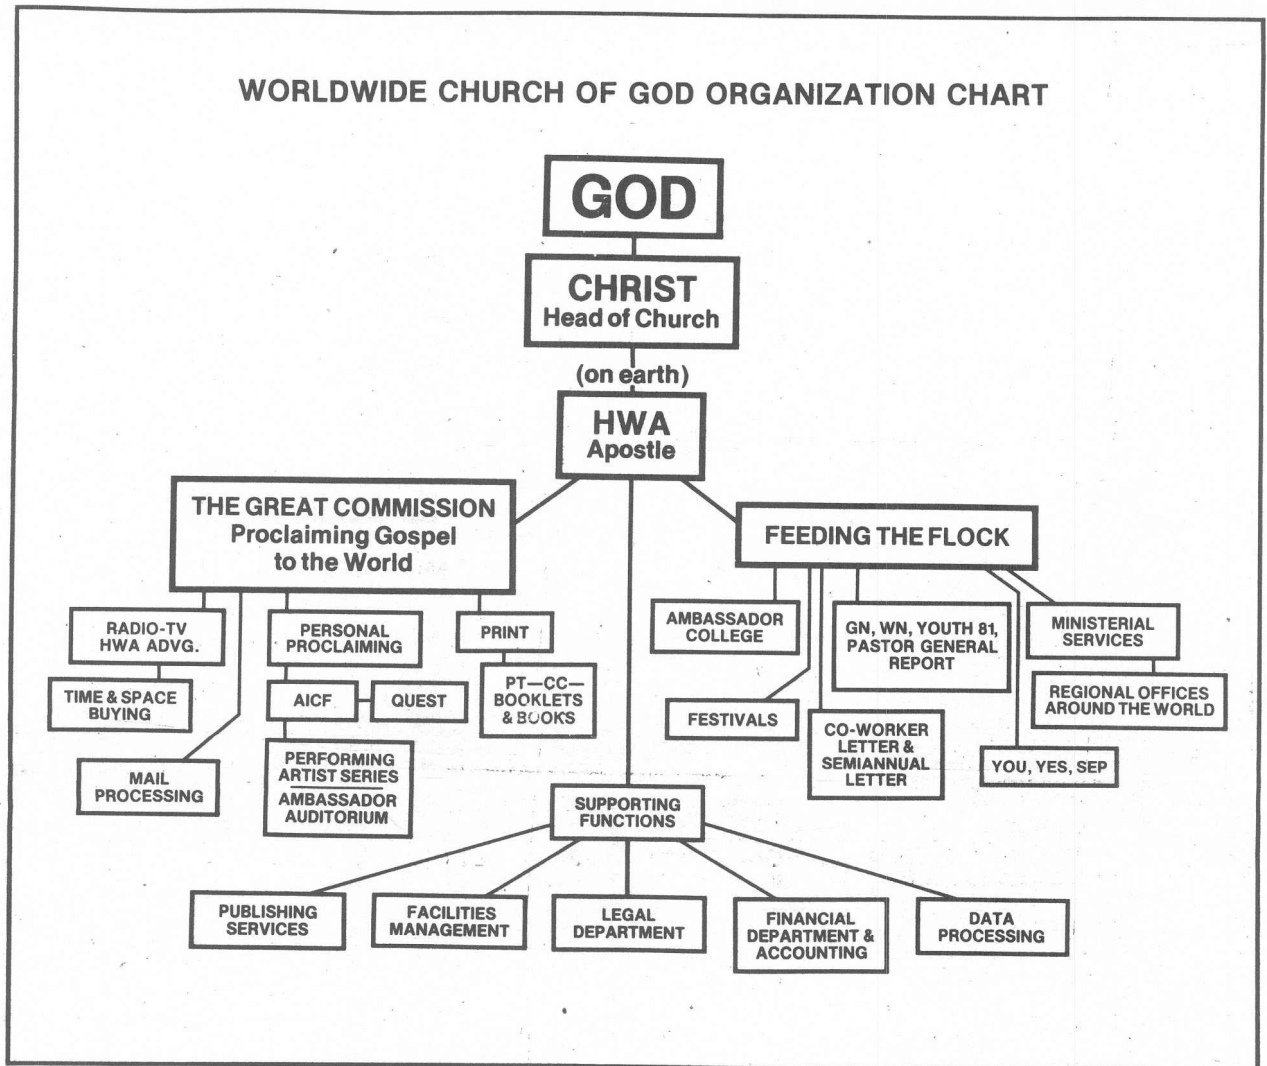 WORLDWIDE CHURCH OF GOD ORGANIZATION CHART
GOD
CHRIST
Head of Church
(on earth)
HWA
Apostle
THE GREAT COMMISSION
Proclaiming Gospel
to the World
FEEDING THE FLOCK
RADIO-TV
HWA ADVG.
TIME & SPACE
BUYING
MAIL
PROCESSING
PERSONAL
PROCLAIMING
AICF
QUEST
PERFORMING
ARTIST SERIES
AMBASSADOR
AUDITORIUM
PRINT
PT—CC—
BOOKLETS
& BOOKS
AMBASSADOR
COLLEGE
FESTIVALS
GN, WN, YOUTH 81,
PASTOR GENERAL
REPORT
CO-WORKER
LETTER &
SEMIANNUAL
LETTER
YOU, YES, SEP
MINISTERIAL
SERVICES
REGIONAL OFFICES
AROUND THE WORLD
SUPPORTING
FUNCTIONS
PUBLISHING
SERVICES
FACILITIES
MANAGEMENT
LEGAL
DEPARTMENT
FINANCIAL
DEPARTMENT &
ACCOUNTING
DATA
PROCESSING